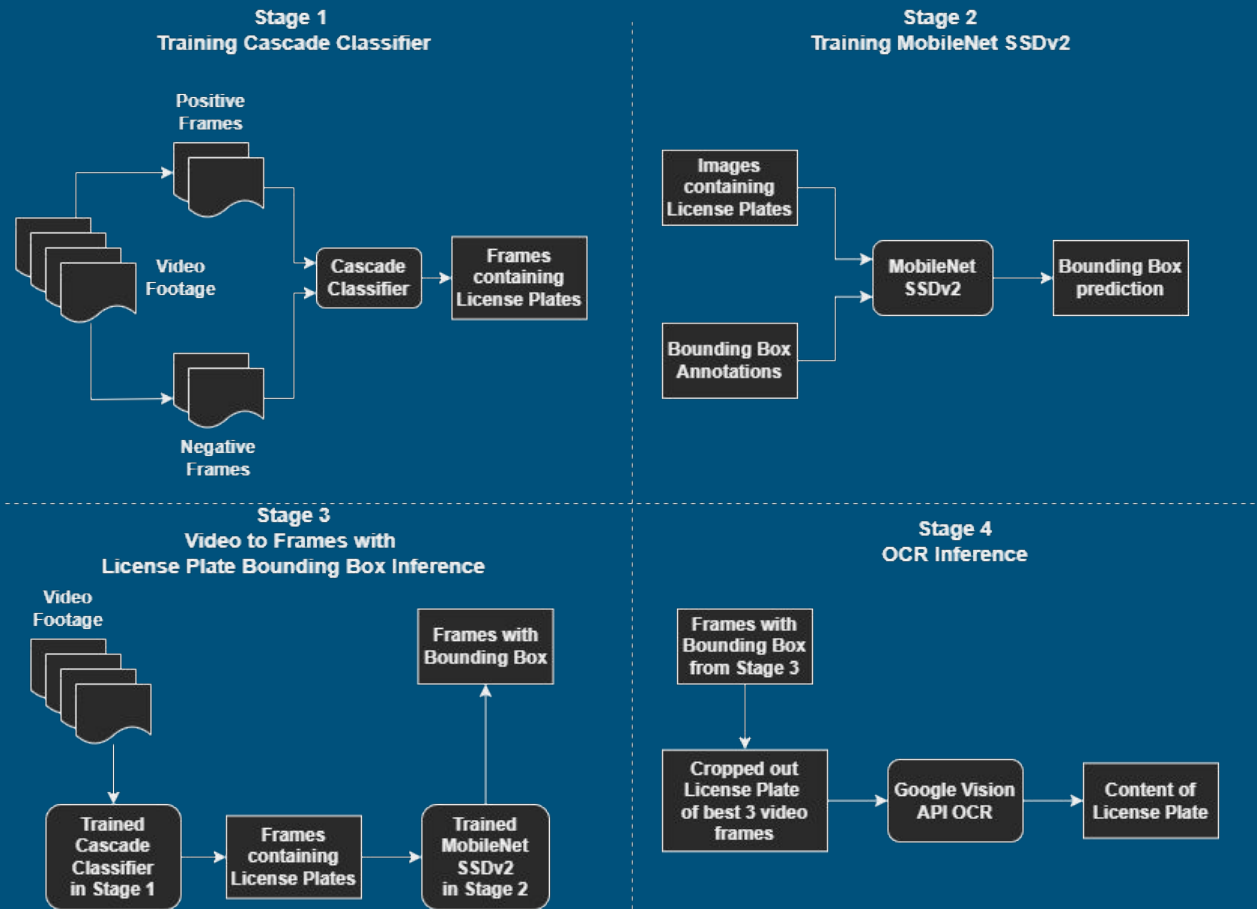 Stage 1
Training Cascade Classifier
Positive
Frames
Video
Footage
Cascade
Classifier
Frames
containing
License Plates
Negative
Frames
Stage 2
Training MobileNet SSDv2
Images
containing
License Plates
MobileNet
SSDv2
Bounding Box
prediction
Bounding Box
Annotations
Stage 3
Video to Frames with
License Plate Bounding Box Inference
Video
Footage
Frames with
Bounding Box
Trained
Cascade
Classifier
in Stage 1
Frames
containing
License Plates
Trained
MobileNet
SSDv2
in Stage 2
Stage 4
OCR Inference
Frames with
Bounding Box
from Stage 3
Cropped out
License Plate
of best 3 video
frames
Google Vision
API OCR
Content of
License Plate